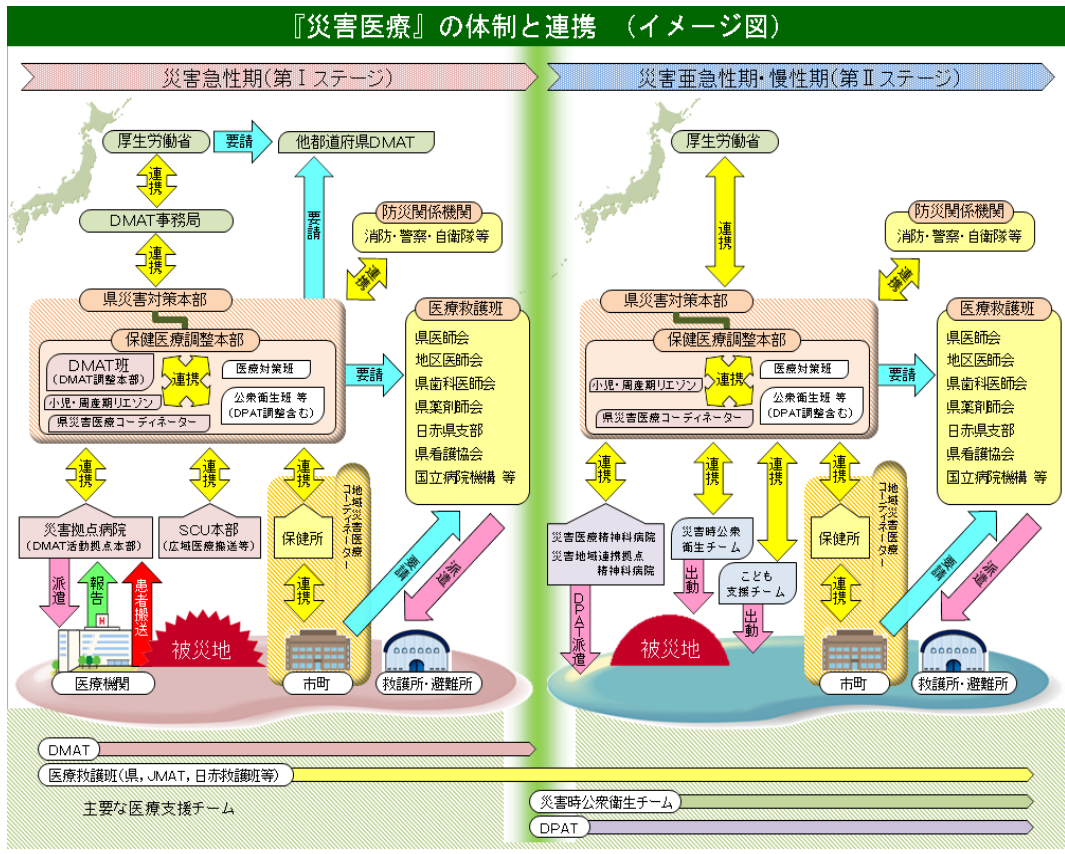 『災害医療』の体制と連携　（イメージ図）
災害急性期(第Ⅰステージ)
厚生労働省
要請
他都道府県DMAT
連携
DMAT事務局
連携
要請
防災関係機関
消防・警察・自衛隊等
連携
県災害対策本部
保健医療調整本部
DMAT班
(DMAT調整本部)
小児・周産期リエゾン
県災害医療コーディネーター
連携
医療対策班
公衆衛生班 等
(DPAT調整含む)
要請
医療救護班
県医師会
地区医師会
県歯科医師会
県薬剤師会
日赤県支部
県看護協会
国立病院機構 等
連携
連携
連携
災害拠点病院
(DMAT活動拠点本部)
SCU本部
(広域医療搬送等)
保健所
地域災害医療
コーディネーター
派遣
報告
患者搬送
連携
要請
派遣
H
被災地
医療機関
市町
救護所・避難所
災害亜急性期・慢性期(第Ⅱステージ)
厚生労働省
連携
防災関係機関
消防・警察・自衛隊等
連携
県災害対策本部
保健医療調整本部
小児・周産期リエゾン
県災害医療コーディネーター
連携
医療対策班
公衆衛生班 等
(DPAT調整含む)
要請
医療救護班
県医師会
地区医師会
県歯科医師会
県薬剤師会
日赤県支部
県看護協会
国立病院機構 等
連携
連携
連携
連携
災害医療精神科病院
災害地域連携拠点
精神科病院
災害時公衆
衛生チーム
こども
支援チーム
保健所
地域災害医療
コーディネーター
DPAT派遣
出動
出動
連携
要請
派遣
被災地
市町
救護所・避難所
DMAT
医療救護班(県，JMAT，日赤救護班等)
主要な医療支援チーム
災害時公衆衛生チーム
DPAT